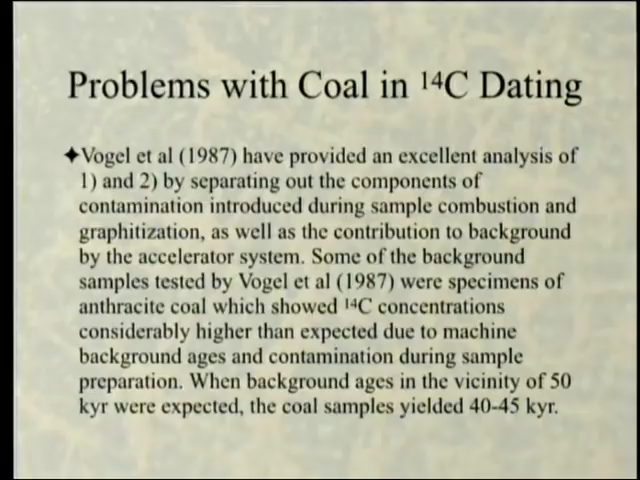 Problems with Coal in ¹⁴C Dating
✦Vogel et al (1987) have provided an excellent analysis of
1) and 2) by separating out the components of
contamination introduced during sample combustion and
graphitization, as well as the contribution to background
by the accelerator system. Some of the background
samples tested by Vogel et al (1987) were specimens of
anthracite coal which showed ¹⁴C concentrations
considerably higher than expected due to machine
background ages and contamination during sample
preparation. When background ages in the vicinity of 50
kyr were expected, the coal samples yielded 40-45 kyr.